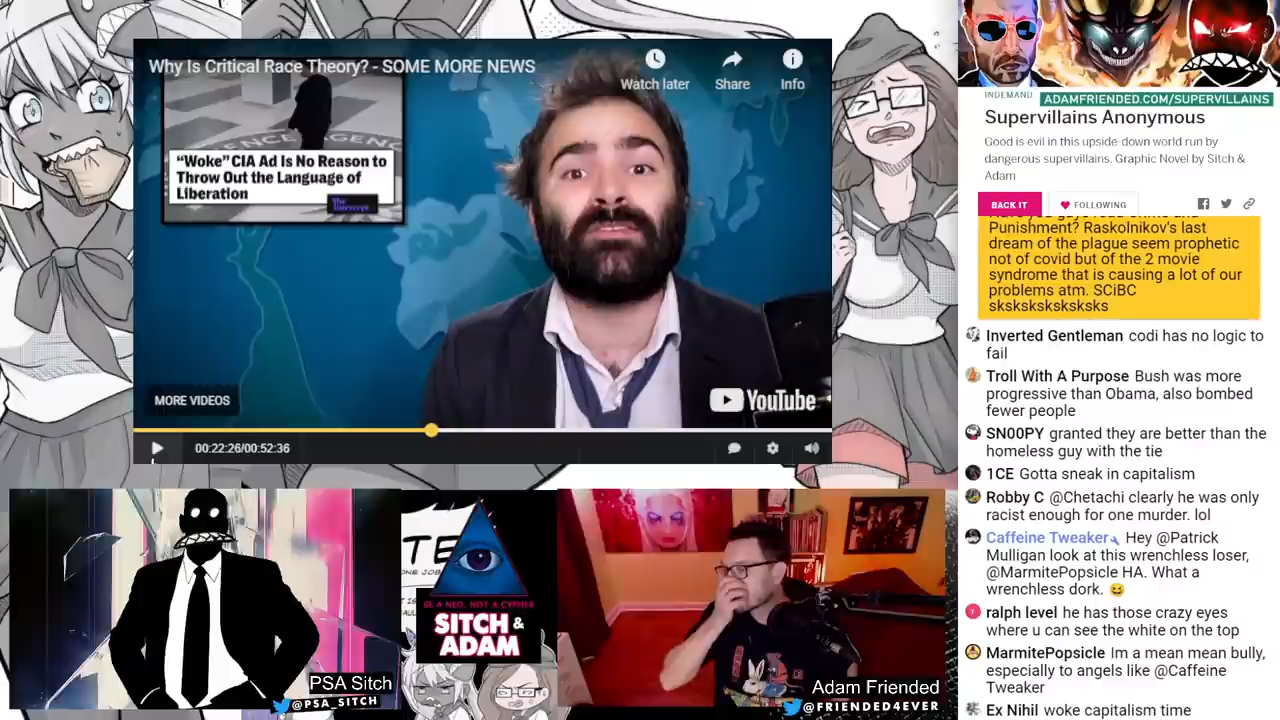 Why Is Critical Race Theory? - SOME MORE NEWS
Watch later
Share
Info
ENCE AGENC
“Woke” CIA Ad Is No Reason to
Throw Out the Language of
Liberation
The
Intercept
MORE VIDEOS
YouTube
00:22:26/00:52:36
PSA Sitch
@PSA_SITCH
BE A NEO, NOT A CYPHER
SITCH &
ADAM
Adam Friended
@FRIENDED4EVER
INDEMAND
ADAMFRIENDED.COM/SUPERVILLAINS
Supervillains Anonymous
Good is evil in this upside-down world run by
dangerous supervillains. Graphic Novel by Sitch &
Adam
BACK IT
FOLLOWING
Punishment? Raskolnikov's last
dream of the plague seem prophetic
not of covid but of the 2 movie
syndrome that is causing a lot of our
problems atm. SCiBC
sksksksksksksks
Inverted Gentleman codi has no logic to
fail
Troll With A Purpose Bush was more
progressive than Obama, also bombed
fewer people
SN00PY granted they are better than the
homeless guy with the tie
1CE Gotta sneak in capitalism
Robby C @Chetachi clearly he was only
racist enough for one murder. lol
Caffeine Tweaker Hey @Patrick
Mulligan look at this wrenchless loser,
@MarmitePopsicle HA. What a
wrenchless dork. 😆
ralph level he has those crazy eyes
where u can see the white on the top
MarmitePopsicle Im a mean mean bully,
especially to angels like @Caffeine
Tweaker
Ex Nihil woke capitalism time